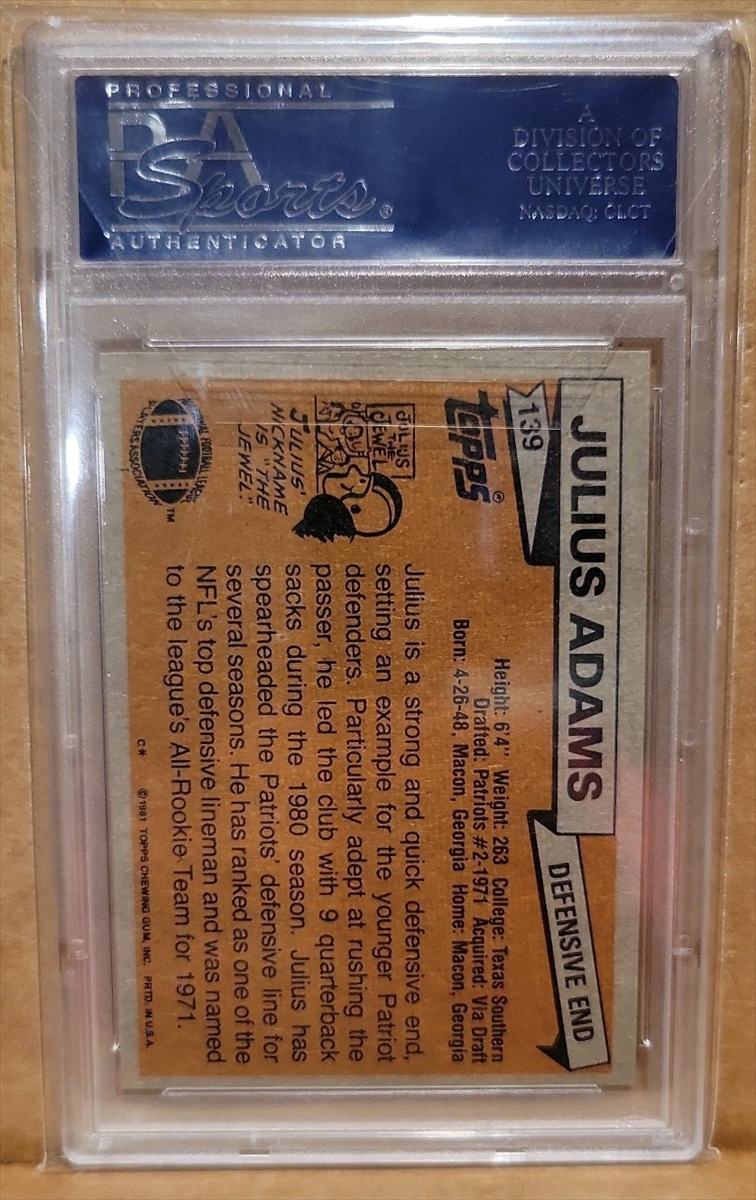 PROFESSIONAL
PSA
Sports®
AUTHENTICATOR
A
DIVISION OF
COLLECTORS
UNIVERSE
NASDAQ: CLCT
JULIUS ADAMS
DEFENSIVE END
139
topps®
Height: 6'4" Weight: 263 College: Texas Southern
Drafted: Patriots #2-1971 Acquired: Via Draft
Born: 4-26-48, Macon, Georgia Home: Macon, Georgia
JULIUS
THE
JEWEL
JULIUS'
NICKNAME
IS "THE
JEWEL."
Julius is a strong and quick defensive end,
setting an example for the younger Patriot
defenders. Particularly adept at rushing the
passer, he led the club with 9 quarterback
sacks during the 1980 season. Julius has
spearheaded the Patriots' defensive line for
several seasons. He has ranked as one of the
NFL's top defensive lineman and was named
to the league's All-Rookie Team for 1971.
NATIONAL FOOTBALL LEAGUE
PLAYERS ASSOCIATION
TM
C* ©1981 TOPPS CHEWING GUM, INC. PRTD. IN U.S.A.